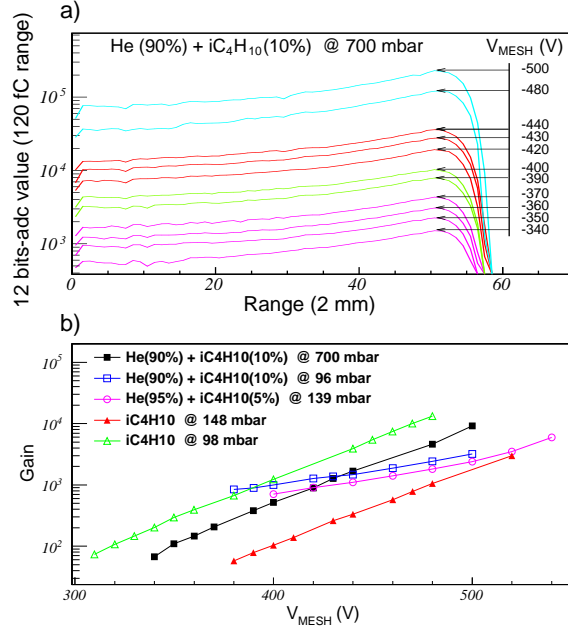 a)
He (90%) + iC4H10(10%) @ 700 mbar
VMESH (V)
-500
-480
-440
-430
-420
-400
-390
-370
-360
-350
-340
12 bits-adc value (120 fC range)
10^5
10^4
10^3
0 20 40 60
Range (2 mm)
b)
He(90%) + iC4H10(10%) @ 700 mbar
He(90%) + iC4H10(10%) @ 96 mbar
He(95%) + iC4H10(5%) @ 139 mbar
iC4H10 @ 148 mbar
iC4H10 @ 98 mbar
Gain
10^5
10^4
10^3
10^2
300 400 500
VMESH (V)